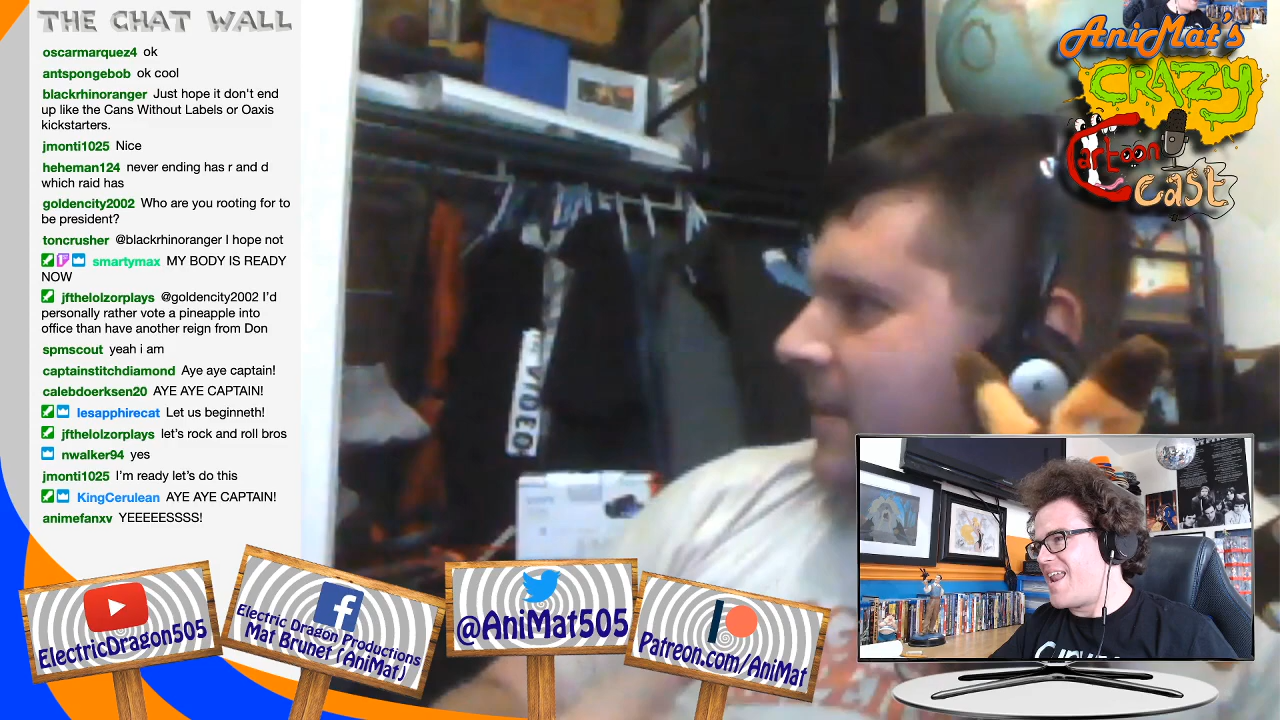 THE CHAT WALL
oscarmarquez4 ok
antspongebob ok cool
blackrhinoranger Just hope it don't end
up like the Cans Without Labels or Oaxis
kickstarters.
jmonti1025 Nice
heheman124 never ending has r and d
which raid has
goldencity2002 Who are you rooting for to
be president?
toncrusher @blackrhinoranger I hope not
smartymax MY BODY IS READY
NOW
jfthelolzorplays @goldencity2002 I'd
personally rather vote a pineapple into
office than have another reign from Don
spmscout yeah i am
captainstitchdiamond Aye aye captain!
calebdoerksen20 AYE AYE CAPTAIN!
lesapphirecat Let us beginneth!
jfthelolzorplays let's rock and roll bros
nwalker94 yes
jmonti1025 I'm ready let's do this
KingCerulean AYE AYE CAPTAIN!
animefanxv YEEEEESSSS!
AniMat's
CRAZY
Cartoon
Cast
VIDEO
ElectricDragon505
Electric Dragon Productions
Mat Brunet (AniMat)
@AniMat505
Patreon.com/AniMat